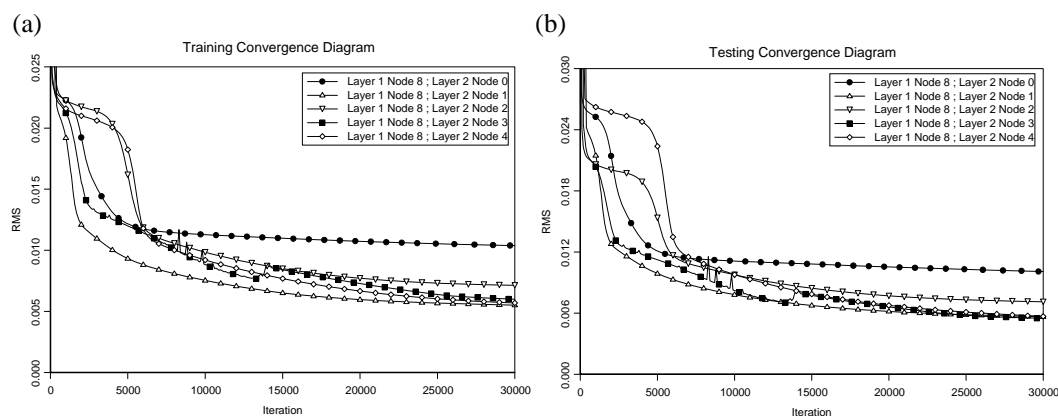 (a)
Training Convergence Diagram
RMS
0.025
0.020
0.015
0.010
0.005
0.000
Layer 1 Node 8 ; Layer 2 Node 0
Layer 1 Node 8 ; Layer 2 Node 1
Layer 1 Node 8 ; Layer 2 Node 2
Layer 1 Node 8 ; Layer 2 Node 3
Layer 1 Node 8 ; Layer 2 Node 4
0 5000 10000 15000 20000 25000 30000
Iteration
(b)
Testing Convergence Diagram
RMS
0.030
0.024
0.018
0.012
0.006
0.000
Layer 1 Node 8 ; Layer 2 Node 0
Layer 1 Node 8 ; Layer 2 Node 1
Layer 1 Node 8 ; Layer 2 Node 2
Layer 1 Node 8 ; Layer 2 Node 3
Layer 1 Node 8 ; Layer 2 Node 4
0 5000 10000 15000 20000 25000 30000
Iteration